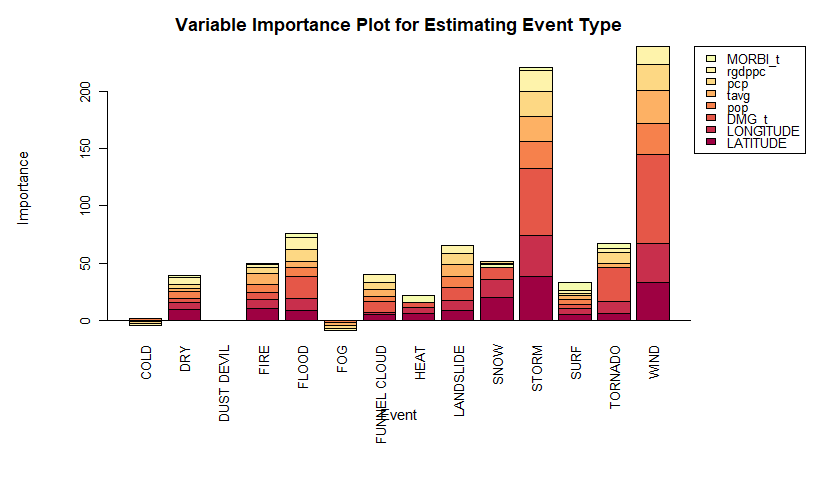 Variable Importance Plot for Estimating Event Type
MORBI_t
rgdppc
pcp
tavg
pop
DMG_t
LONGITUDE
LATITUDE
Importance
200
150
100
50
0
COLD
DRY
DUST DEVIL
FIRE
FLOOD
FOG
FUNNEL CLOUD
HEAT
LANDSLIDE
SNOW
STORM
SURF
TORNADO
WIND
Event